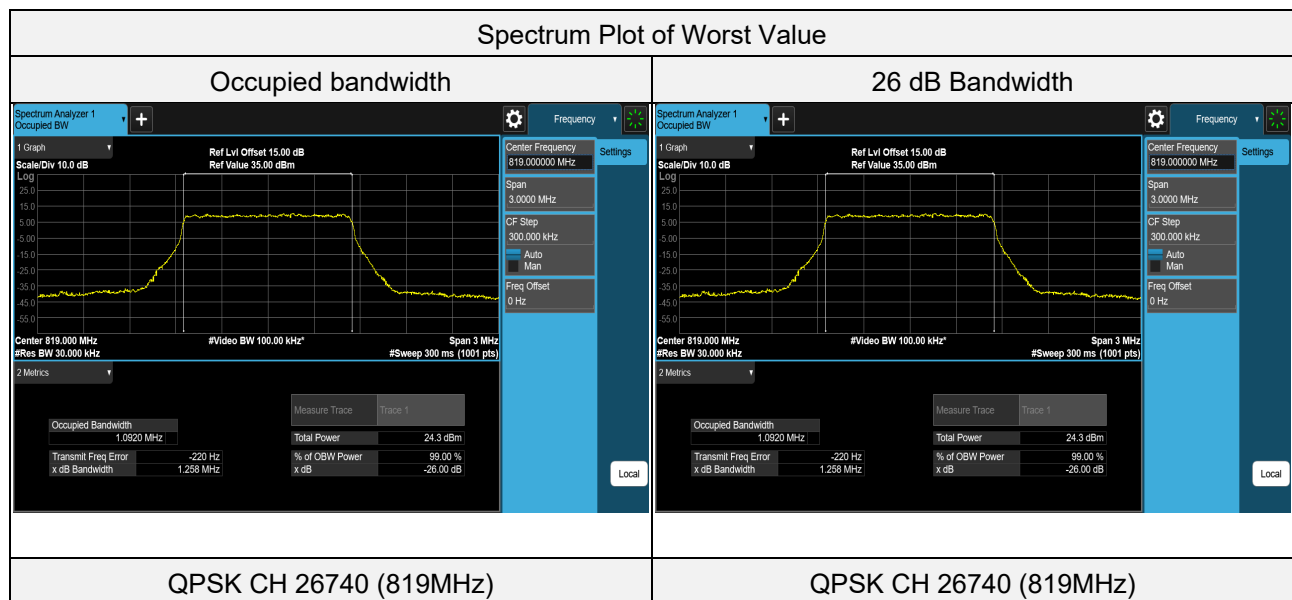 Spectrum Plot of Worst Value
Occupied bandwidth
26 dB Bandwidth
Spectrum Analyzer 1
Occupied BW
Frequency
1 Graph
Ref Lvl Offset 15.00 dB
Scale/Div 10.0 dB
Ref Value 35.00 dBm
Log
25.0
15.0
5.00
-5.00
-15.0
-25.0
-35.0
-45.0
-55.0
Center 819.000 MHz
#Video BW 100.00 kHz*
Span 3 MHz
#Res BW 30.000 kHz
#Sweep 300 ms (1001 pts)
Center Frequency
819.000000 MHz
Settings
Span
3.0000 MHz
CF Step
300.000 kHz
Auto
Man
Freq Offset
0 Hz
Local
2 Metrics
Measure Trace Trace 1
Occupied Bandwidth
1.0920 MHz
Total Power 24.3 dBm
Transmit Freq Error -220 Hz
% of OBW Power 99.00 %
x dB Bandwidth 1.258 MHz
x dB -26.00 dB
Spectrum Analyzer 1
Occupied BW
Frequency
1 Graph
Ref Lvl Offset 15.00 dB
Scale/Div 10.0 dB
Ref Value 35.00 dBm
Log
25.0
15.0
5.00
-5.00
-15.0
-25.0
-35.0
-45.0
-55.0
Center 819.000 MHz
#Video BW 100.00 kHz*
Span 3 MHz
#Res BW 30.000 kHz
#Sweep 300 ms (1001 pts)
Center Frequency
819.000000 MHz
Settings
Span
3.0000 MHz
CF Step
300.000 kHz
Auto
Man
Freq Offset
0 Hz
Local
2 Metrics
Measure Trace Trace 1
Occupied Bandwidth
1.0920 MHz
Total Power 24.3 dBm
Transmit Freq Error -220 Hz
% of OBW Power 99.00 %
x dB Bandwidth 1.258 MHz
x dB -26.00 dB
QPSK CH 26740 (819MHz)
QPSK CH 26740 (819MHz)